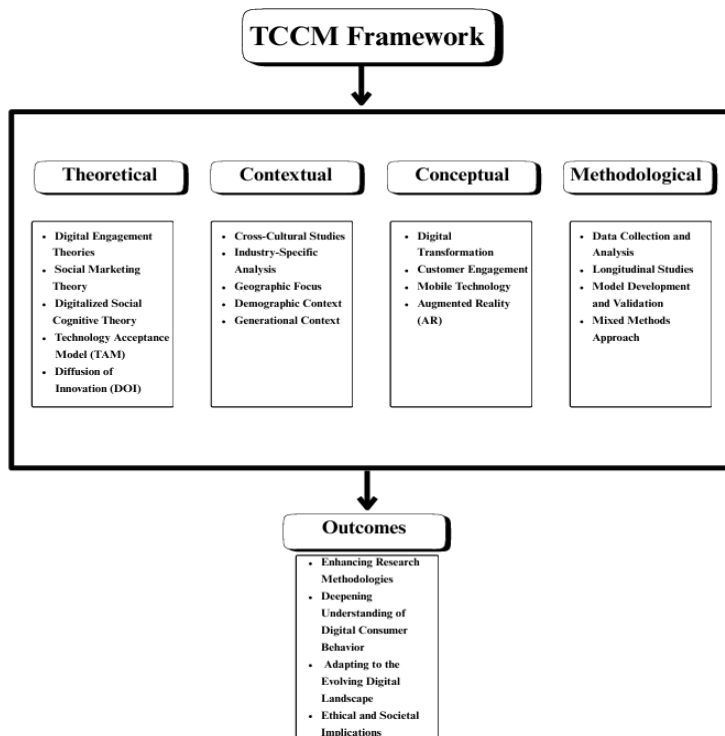 TCCM Framework
Theoretical
Contextual
Conceptual
Methodological
• Digital Engagement
Theories
• Social Marketing
Theory
• Digitalized Social
Cognitive Theory
• Technology Acceptance
Model (TAM)
• Diffusion of
Innovation (DOI)
• Cross-Cultural Studies
• Industry-Specific
Analysis
• Geographic Focus
• Demographic Context
• Generational Context
• Digital
Transformation
• Customer Engagement
• Mobile Technology
• Augmented Reality
(AR)
• Data Collection and
Analysis
• Longitudinal Studies
• Model Development
and Validation
• Mixed Methods
Approach
Outcomes
• Enhancing Research
Methodologies
• Deepening
Understanding of
Digital Consumer
Behavior
• Adapting to the
Evolving Digital
Landscape
• Ethical and Societal
Implications